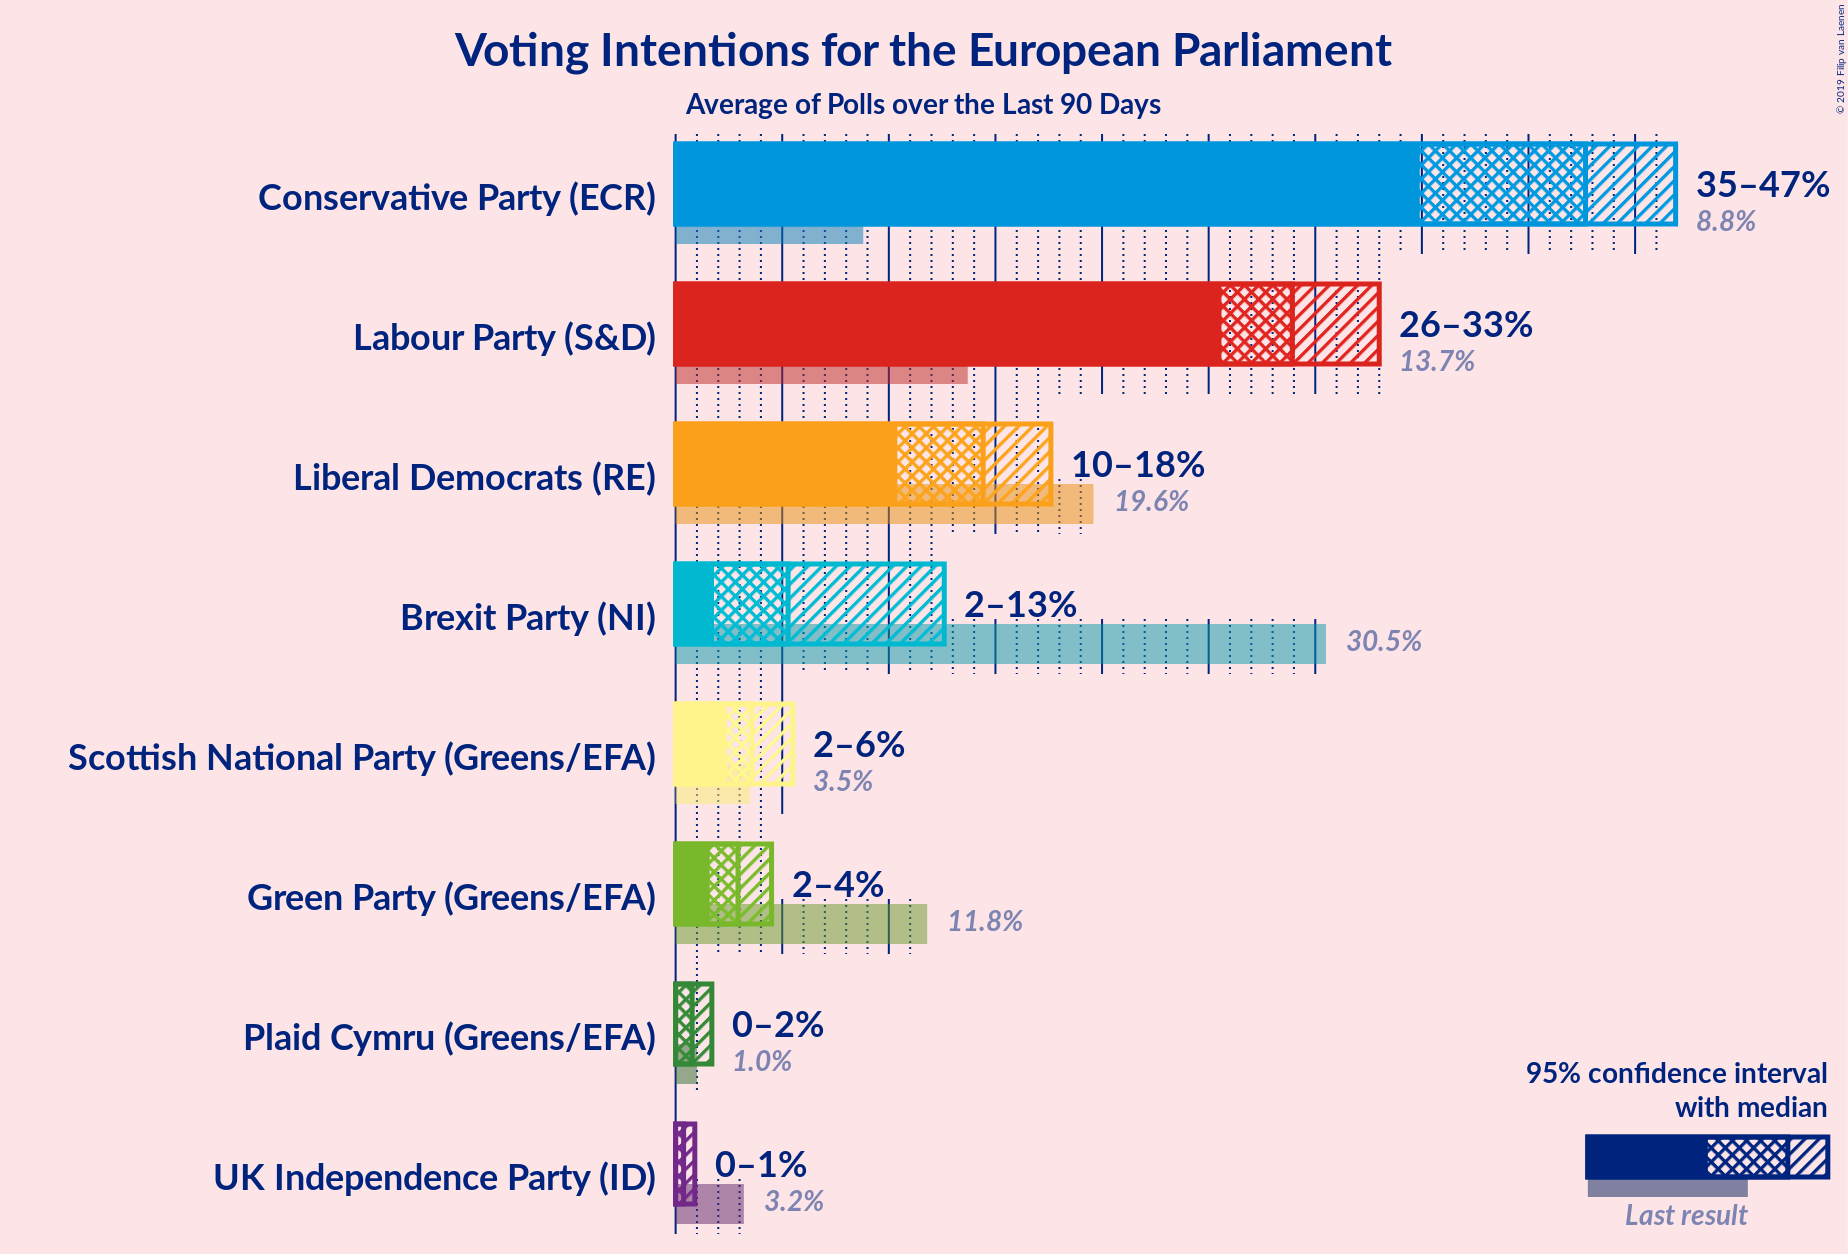 Voting Intentions for the European Parliament
Average of Polls over the Last 90 Days
© 2019 Filip van Laenen
Conservative Party (ECR)
35–47%
8.8%
Labour Party (S&D)
26–33%
13.7%
Liberal Democrats (RE)
10–18%
19.6%
Brexit Party (NI)
2–13%
30.5%
Scottish National Party (Greens/EFA)
2–6%
3.5%
Green Party (Greens/EFA)
2–4%
11.8%
Plaid Cymru (Greens/EFA)
0–2%
1.0%
UK Independence Party (ID)
0–1%
3.2%
95% confidence interval
with median
Last result